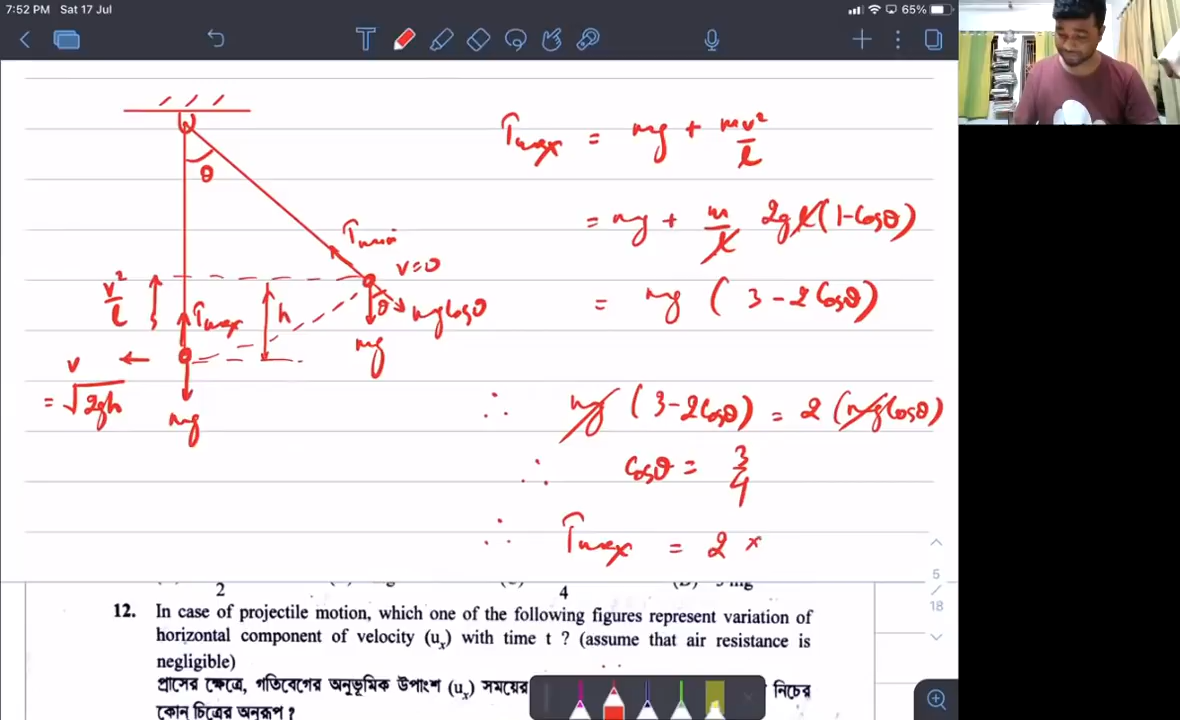 7:52 PM Sat 17 Jul
65%
T
θ
Tmin
v=0
mg cosθ
θ
mg
h
v²/l
Tmax
v
= √2gh
mg
Tmax = mg + mv²/l
= mg + m/l 2gl(1-cosθ)
= mg (3-2cosθ)
∴ mg (3-2cosθ) = 2 (mg cosθ)
∴ cosθ = 3/4
∴ Tmax = 2 ×
5
/
18
2
4
12. In case of projectile motion, which one of the following figures represent variation of
horizontal component of velocity (uₓ) with time t ? (assume that air resistance is
negligible)
প্রাসের ক্ষেত্রে, গতিবেগের অনুভূমিক উপাংশ (uₓ) সময়ের নিচের
কোন চিত্রের অনুরূপ ?